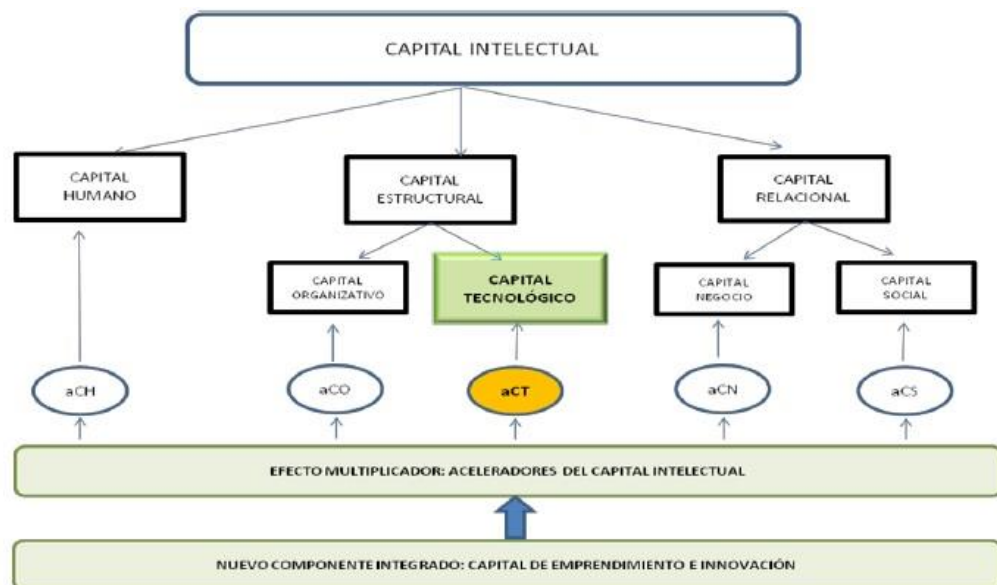 CAPITAL INTELECTUAL
CAPITAL
HUMANO
CAPITAL
ESTRUCTURAL
CAPITAL
RELACIONAL
CAPITAL
ORGANIZATIVO
CAPITAL
TECNOLÓGICO
CAPITAL
NEGOCIO
CAPITAL
SOCIAL
aCH
aCO
aCT
aCN
aCS
EFECTO MULTIPLICADOR: ACELERADORES DEL CAPITAL INTELECTUAL
NUEVO COMPONENTE INTEGRADO: CAPITAL DE EMPRENDIMIENTO E INNOVACIÓN